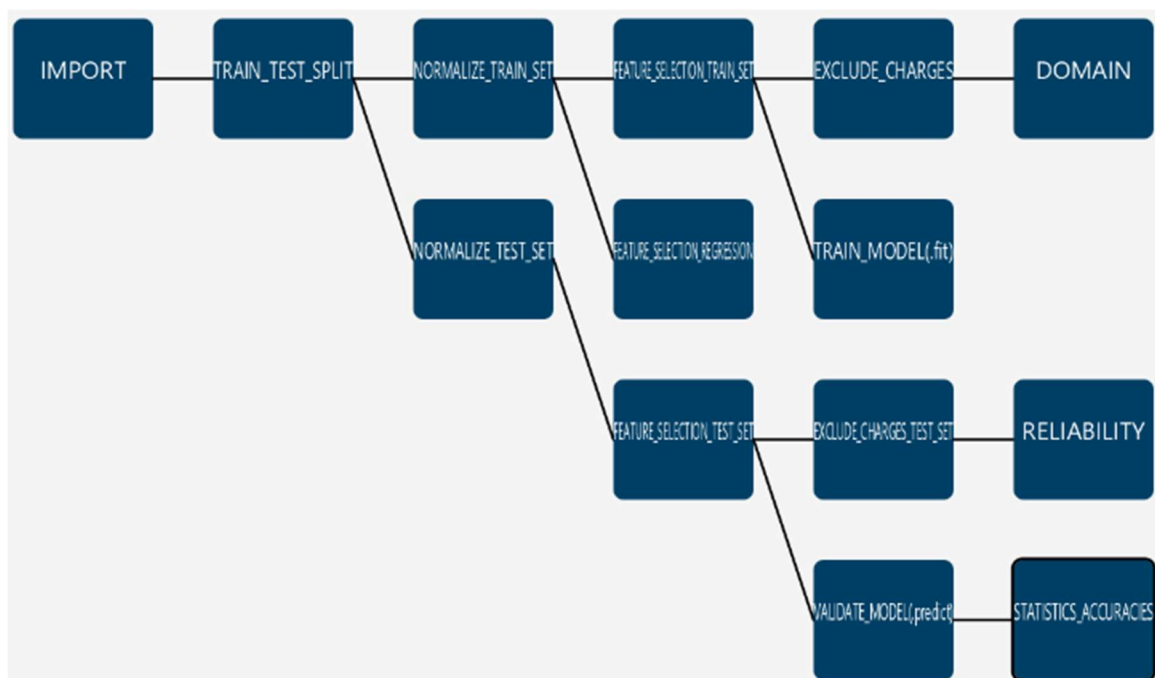 IMPORT
TRAIN_TEST_SPLIT
NORMALIZE_TRAIN_SET
FEATURE_SELECTION_TRAIN_SET
EXCLUDE_CHARGES
DOMAIN
NORMALIZE_TEST_SET
FEATURE_SELECTION_REGRESSION
TRAIN_MODEL(.fit)
FEATURE_SELECTION_TEST_SET
EXCLUDE_CHARGES_TEST_SET
RELIABILITY
VALIDATE_MODEL(.predict)
STATISTICS_ACCURACIES